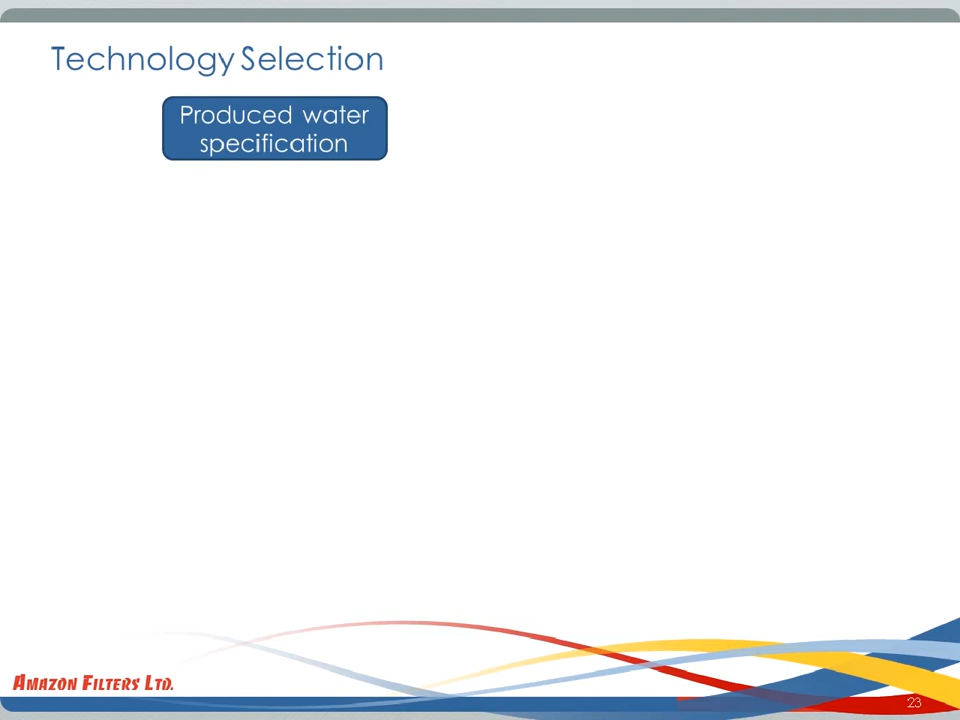 Technology Selection
Produced water
specification
AMAZON FILTERS LTD.
23